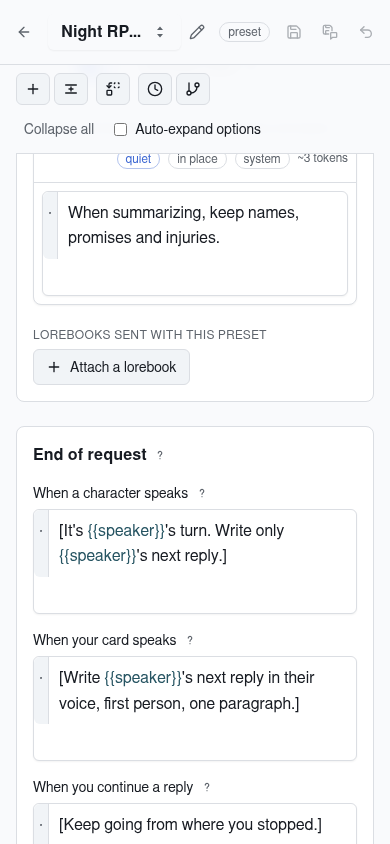 Night RP...
preset
Collapse all
Auto-expand options
quiet
in place
system
~3 tokens
When summarizing, keep names,
promises and injuries.
LOREBOOKS SENT WITH THIS PRESET
Attach a lorebook
End of request ?
When a character speaks ?
[It's {{speaker}}'s turn. Write only
{{speaker}}'s next reply.]
When your card speaks ?
[Write {{speaker}}'s next reply in their
voice, first person, one paragraph.]
When you continue a reply ?
[Keep going from where you stopped.]